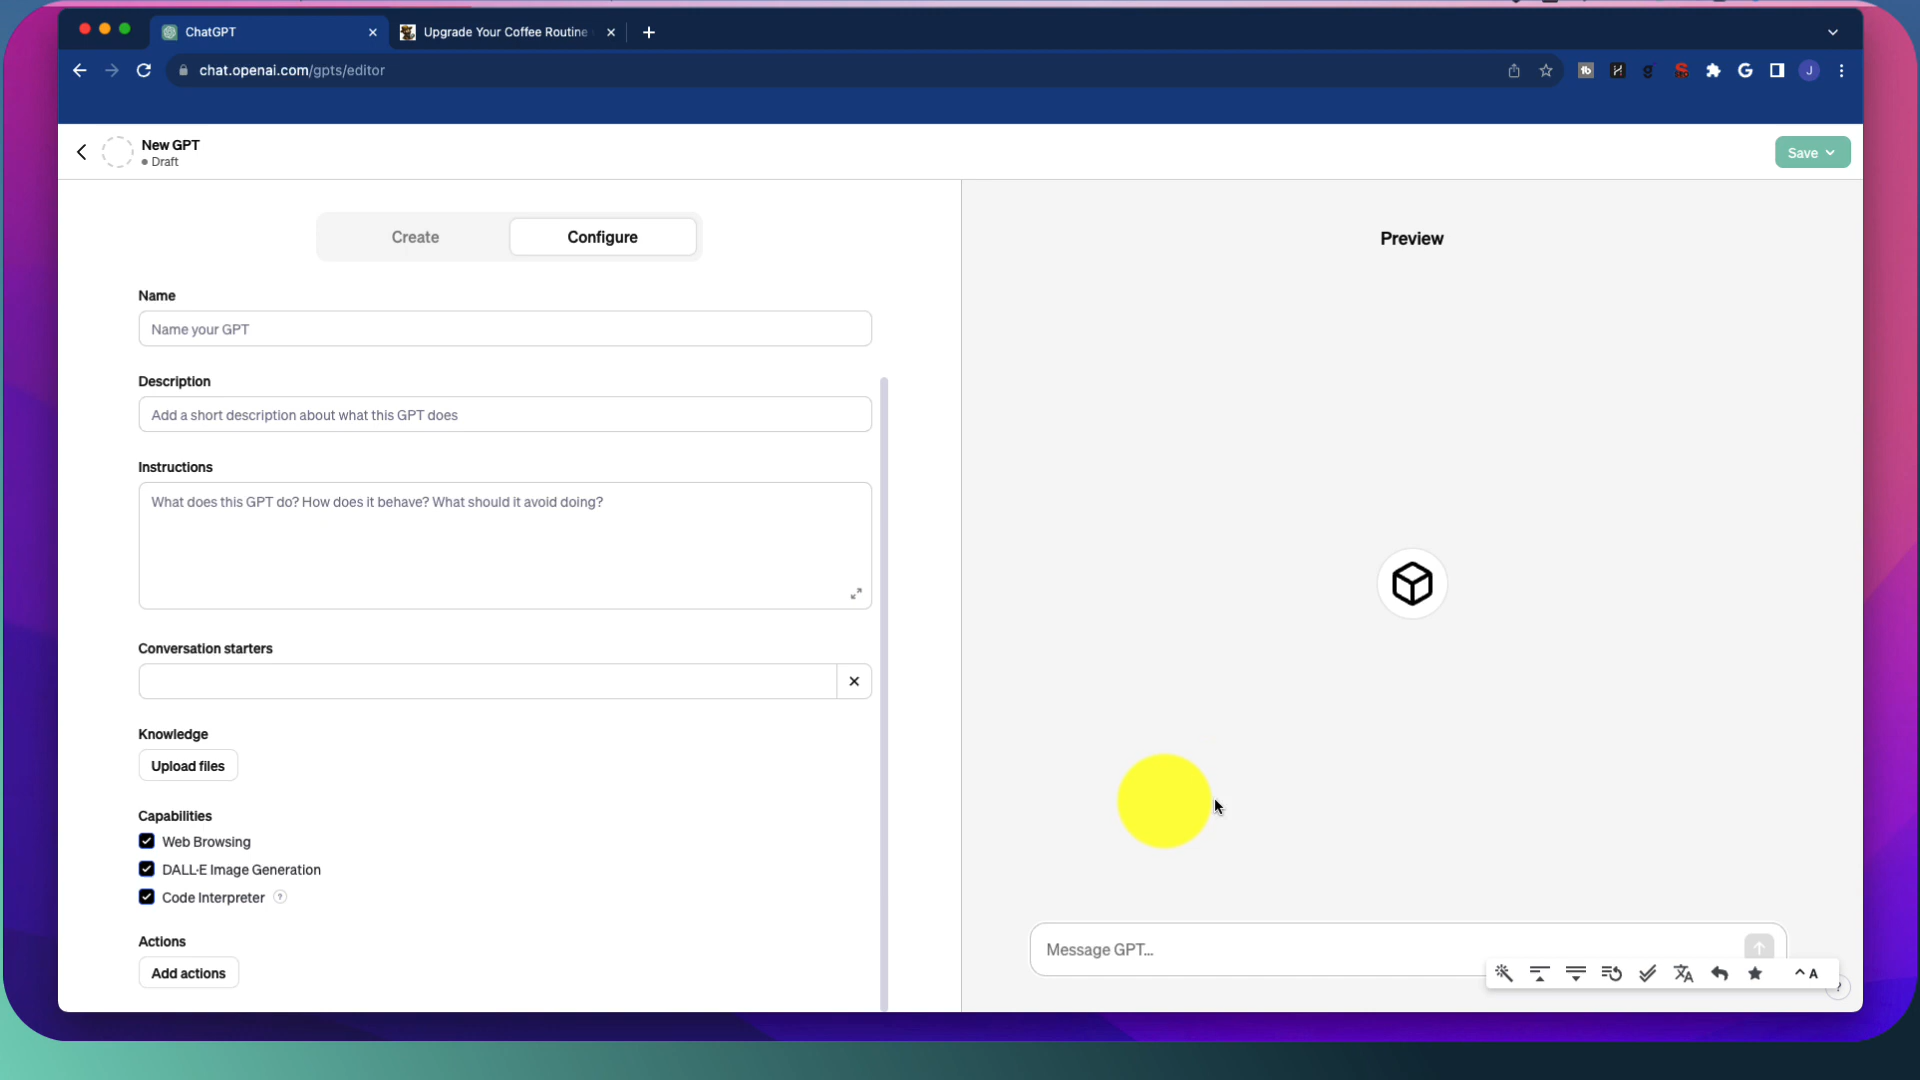 ChatGPT
Upgrade Your Coffee Routine
chat.openai.com/gpts/editor
J
New GPT
Draft
Save
Create
Configure
Preview
Name
Name your GPT
Description
Add a short description about what this GPT does
Instructions
What does this GPT do? How does it behave? What should it avoid doing?
Conversation starters
Knowledge
Upload files
Capabilities
Web Browsing
DALL·E Image Generation
Code Interpreter ?
Actions
Add actions
Message GPT...
A
?